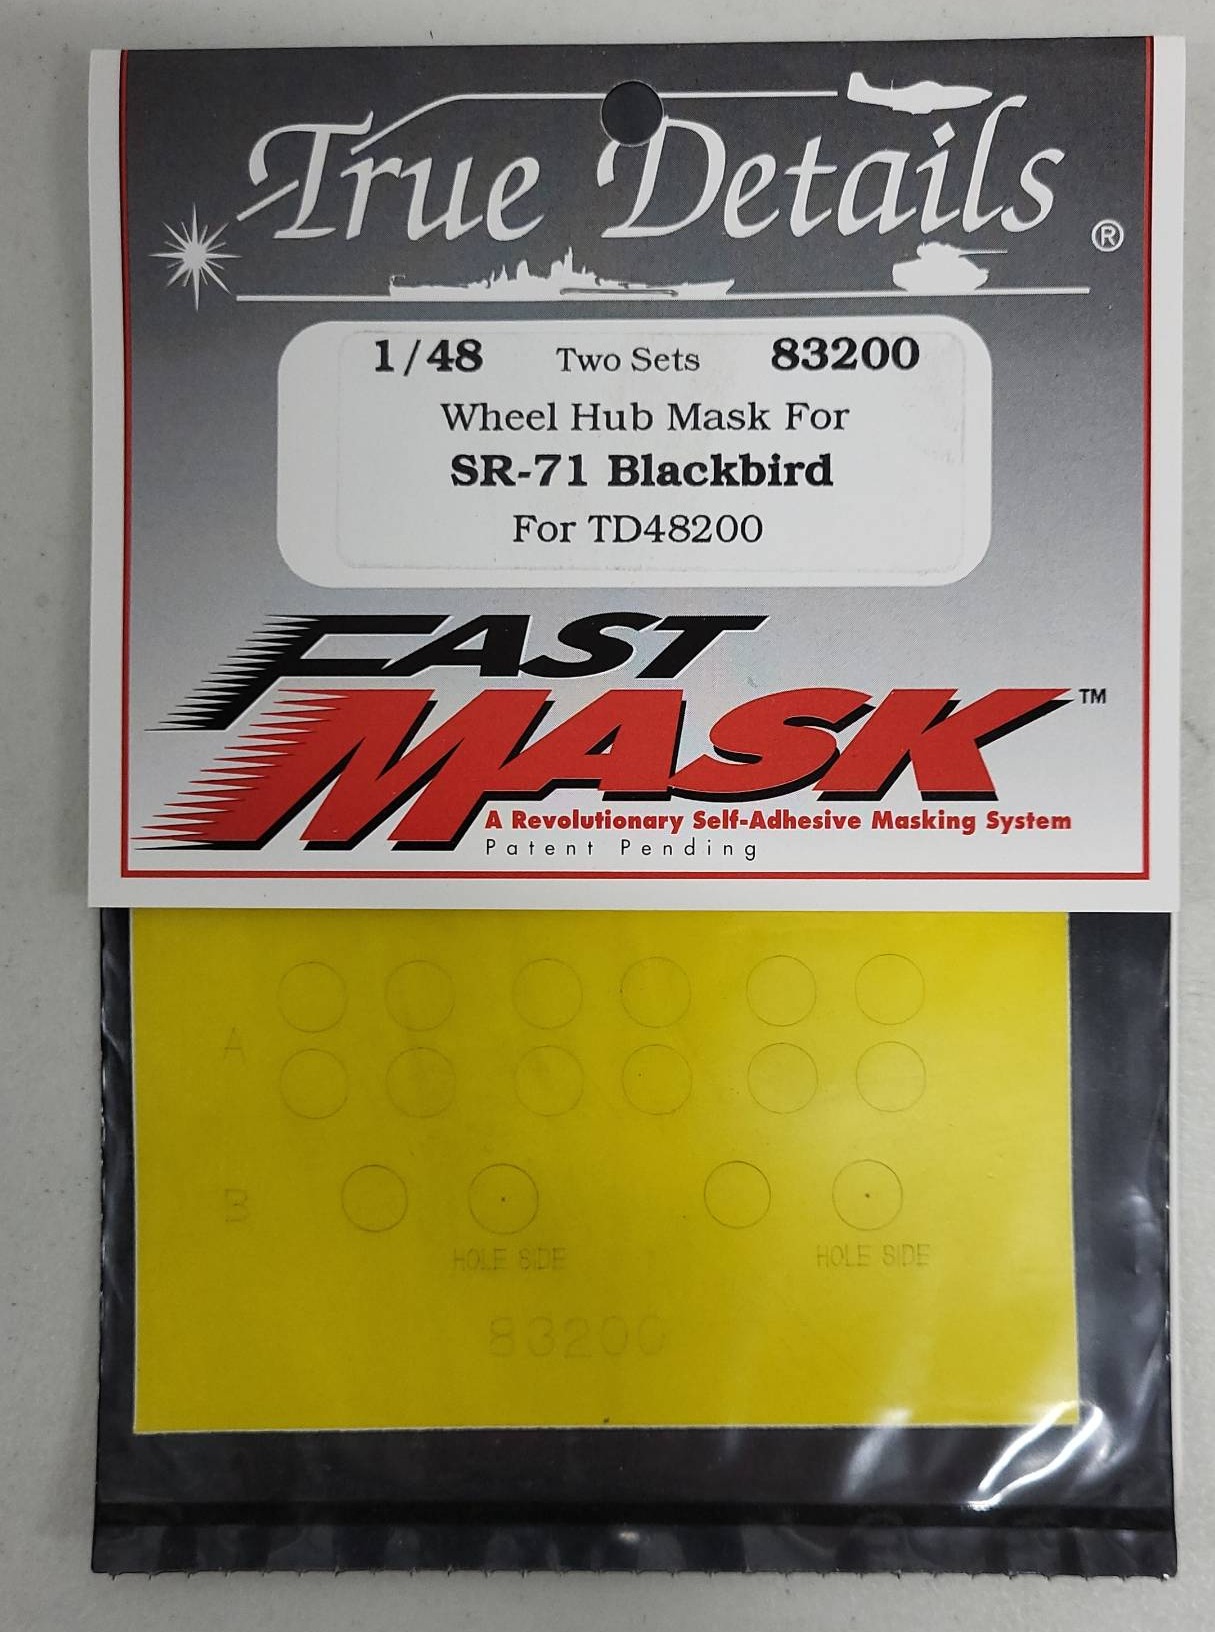 True Details ®
1/48 Two Sets 83200
Wheel Hub Mask For
SR-71 Blackbird
For TD48200
FAST
MASK ™
A Revolutionary Self-Adhesive Masking System
Patent Pending
A
B
HOLE SIDE HOLE SIDE
83200